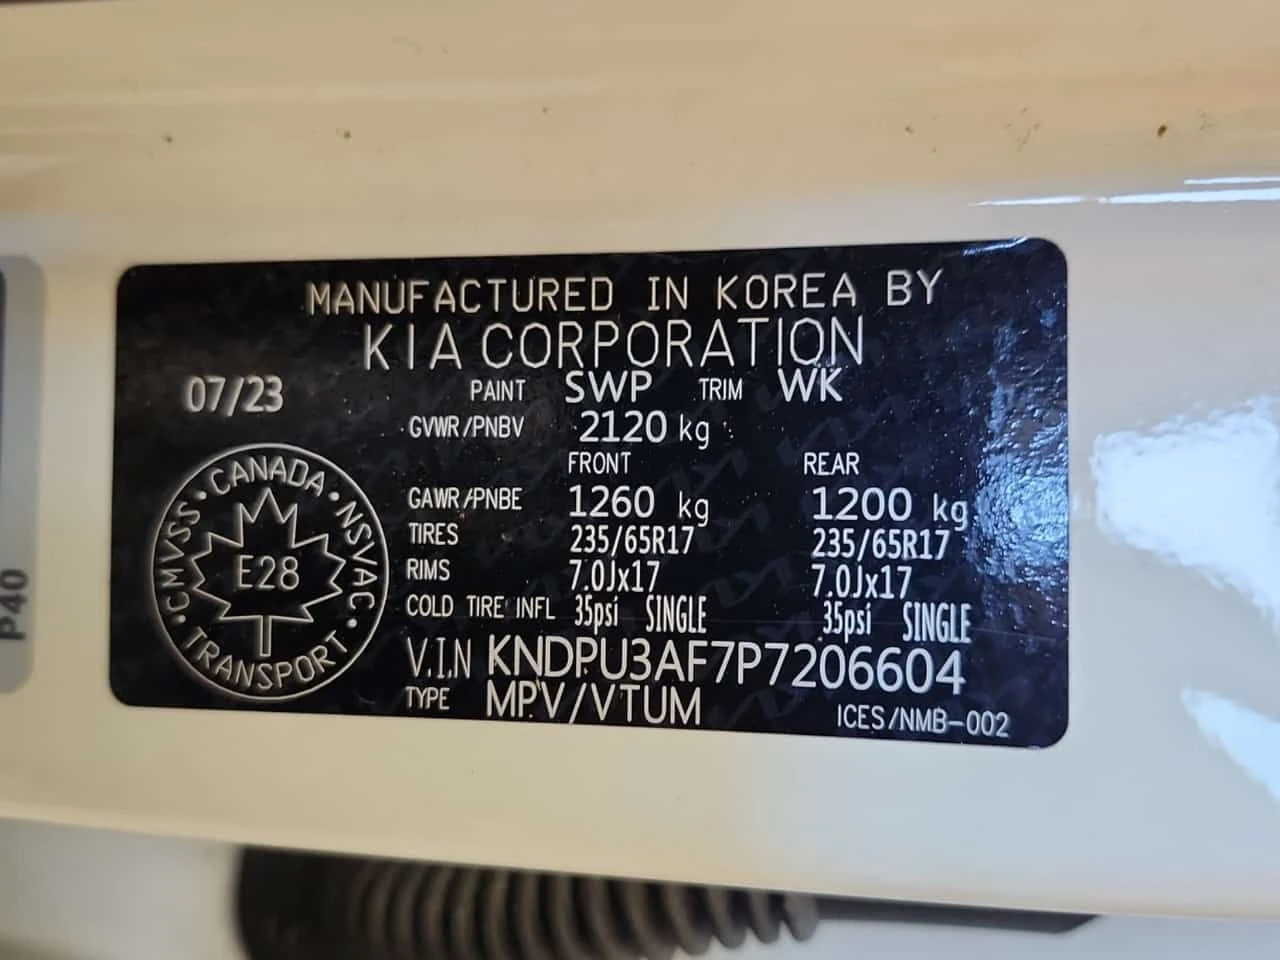 MANUFACTURED IN KOREA BY
KIA CORPORATION
07/23 PAINT SWP TRIM WK
GVWR/PNBV 2120 kg
FRONT REAR
GAWR/PNBE 1260 kg 1200 kg
TIRES 235/65R17 235/65R17
RIMS 7.0Jx17 7.0Jx17
COLD TIRE INFL 35psi SINGLE 35psi SINGLE
V.I.N KNDPU3AF7P7206604
TYPE MPV/VTUM
ICES/NMB-002
CANADA • NSVAC • TRANSPORT • CMVSS •
E28
P40